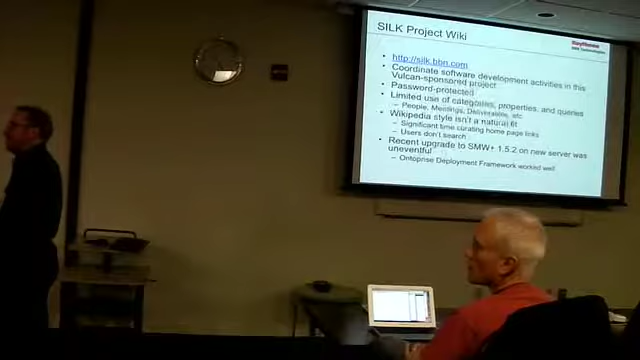 SILK Project Wiki
Raytheon
BBN Technologies
• http://silk.bbn.com
• Coordinate software development activities in this
Vulcan-sponsored project
• Password-protected
• Limited use of categories, properties, and queries
– People, Meetings, Deliverables, etc
• Wikipedia style isn't a natural fit
– Significant time curating home page links
– Users don't search
• Recent upgrade to SMW+ 1.5.2 on new server was
uneventful
– Ontoprise Deployment Framework worked well